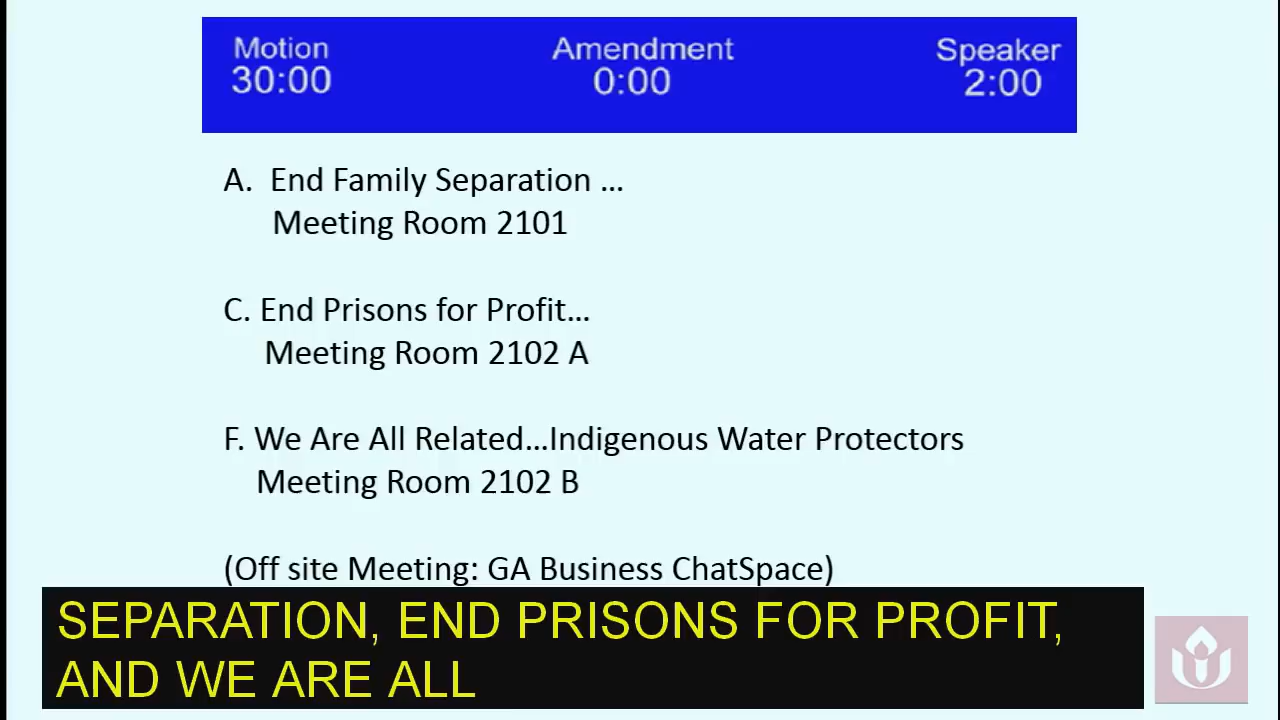 Motion Amendment Speaker
30:00 0:00 2:00
A. End Family Separation ...
Meeting Room 2101
C. End Prisons for Profit...
Meeting Room 2102 A
F. We Are All Related...Indigenous Water Protectors
Meeting Room 2102 B
(Off site Meeting: GA Business ChatSpace)
SEPARATION, END PRISONS FOR PROFIT,
AND WE ARE ALL